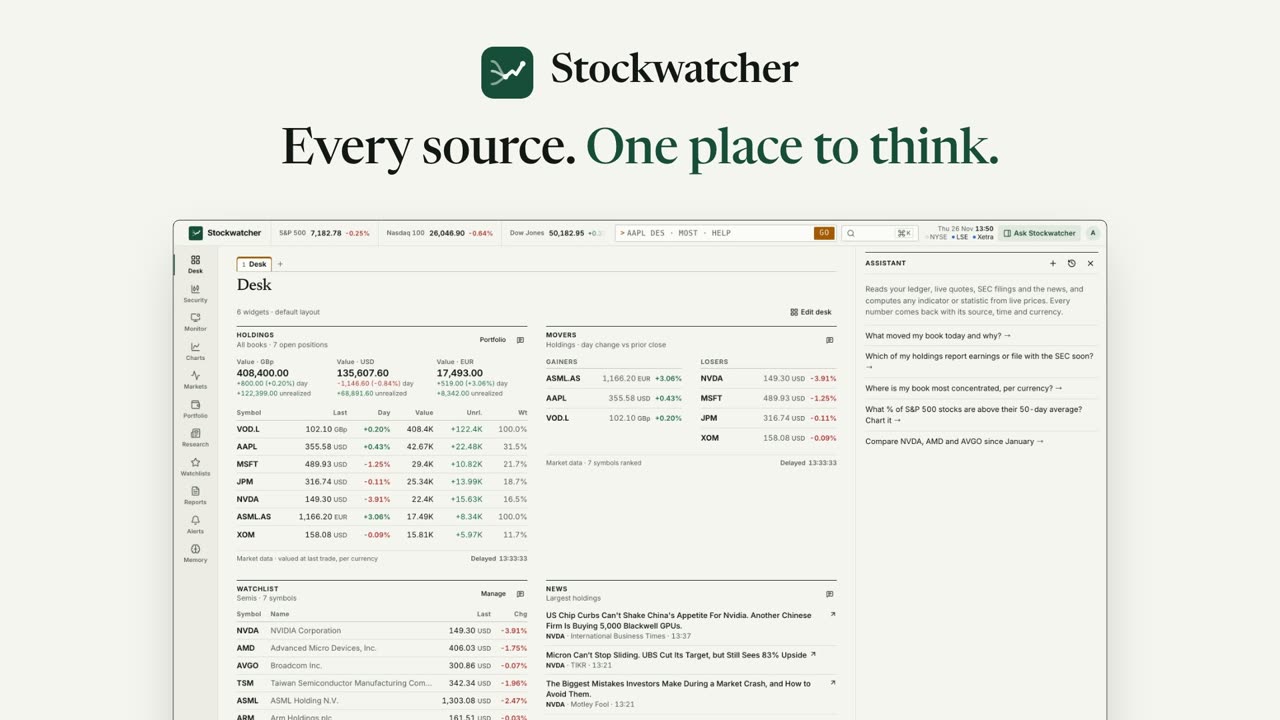 Stockwatcher
Every source. One place to think.
Stockwatcher
S&P 500 7,182.78 -0.25%
Nasdaq 100 26,046.90 -0.64%
Dow Jones 50,182.95
> AAPL DES · MOST · HELP
GO
⌘K
Thu 26 Nov 13:50
NYSE LSE Xetra
Ask Stockwatcher
A
Desk
Security
Monitor
Charts
Markets
Portfolio
Research
Watchlists
Reports
Alerts
Memory
1 Desk +
Desk
6 widgets · default layout
Edit desk
HOLDINGS
All books · 7 open positions
Portfolio
Value · GBp Value · USD Value · EUR
408,400.00 135,607.60 17,493.00
+800.00 (+0.20%) day -1,146.60 (-0.84%) day +519.00 (+3.06%) day
+122,399.00 unrealized +68,891.60 unrealized +8,342.00 unrealized
Symbol Last Day Value Unrl. Wt
VOD.L 102.10 GBp +0.20% 408.4K +122.4K 100.0%
AAPL 355.58 USD +0.43% 42.67K +22.48K 31.5%
MSFT 489.93 USD -1.25% 29.4K +10.82K 21.7%
JPM 316.74 USD -0.11% 25.34K +13.99K 18.7%
NVDA 149.30 USD -3.91% 22.4K +15.63K 16.5%
ASML.AS 1,166.20 EUR +3.06% 17.49K +8.34K 100.0%
XOM 158.08 USD -0.09% 15.81K +5.97K 11.7%
Market data · valued at last trade, per currency
Delayed 13:33:33
MOVERS
Holdings · day change vs prior close
GAINERS
ASML.AS 1,166.20 EUR +3.06%
AAPL 355.58 USD +0.43%
VOD.L 102.10 GBp +0.20%
LOSERS
NVDA 149.30 USD -3.91%
MSFT 489.93 USD -1.25%
JPM 316.74 USD -0.11%
XOM 158.08 USD -0.09%
Market data · 7 symbols ranked
Delayed 13:33:33
WATCHLIST
Semis · 7 symbols
Manage
Symbol Name Last Chg
NVDA NVIDIA Corporation 149.30 USD -3.91%
AMD Advanced Micro Devices, Inc. 406.03 USD -1.75%
AVGO Broadcom Inc. 300.86 USD -0.07%
TSM Taiwan Semiconductor Manufacturing Com... 342.34 USD -1.96%
ASML ASML Holding N.V. 1,303.08 USD -2.47%
ARM Arm Holdings plc 161.51 USD -0.03%
NEWS
Largest holdings
US Chip Curbs Can't Shake China's Appetite For Nvidia. Another Chinese
Firm Is Buying 5,000 Blackwell GPUs.
NVDA · International Business Times · 13:37
Micron Can't Stop Sliding. UBS Cut Its Target, but Still Sees 83% Upside
NVDA · TIKR · 13:21
The Biggest Mistakes Investors Make During a Market Crash, and How to
Avoid Them.
NVDA · Motley Fool · 13:21
ASSISTANT
Reads your ledger, live quotes, SEC filings and the news, and
computes any indicator or statistic from live prices. Every
number comes back with its source, time and currency.
What moved my book today and why? →
Which of my holdings report earnings or file with the SEC soon?
→
Where is my book most concentrated, per currency? →
What % of S&P 500 stocks are above their 50-day average?
Chart it →
Compare NVDA, AMD and AVGO since January →